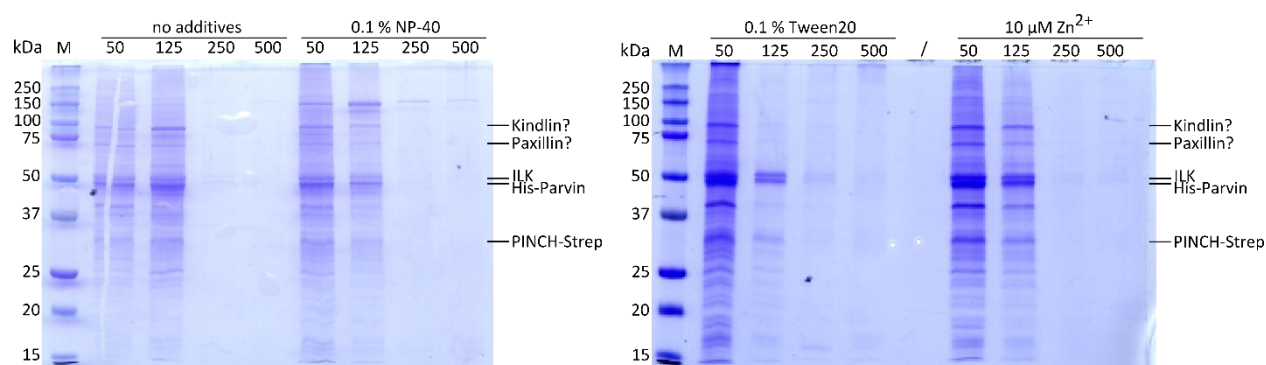 no additives 0.1 % NP-40
kDa M 50 125 250 500 50 125 250 500
250
150
100
75
50
37
25
20
15
Kindlin?
Paxillin?
ILK
His-Parvin
PINCH-Strep
0.1 % Tween20 10 µM Zn²⁺
kDa M 50 125 250 500 / 50 125 250 500
250
150
100
75
50
37
25
20
15
Kindlin?
Paxillin?
ILK
His-Parvin
PINCH-Strep